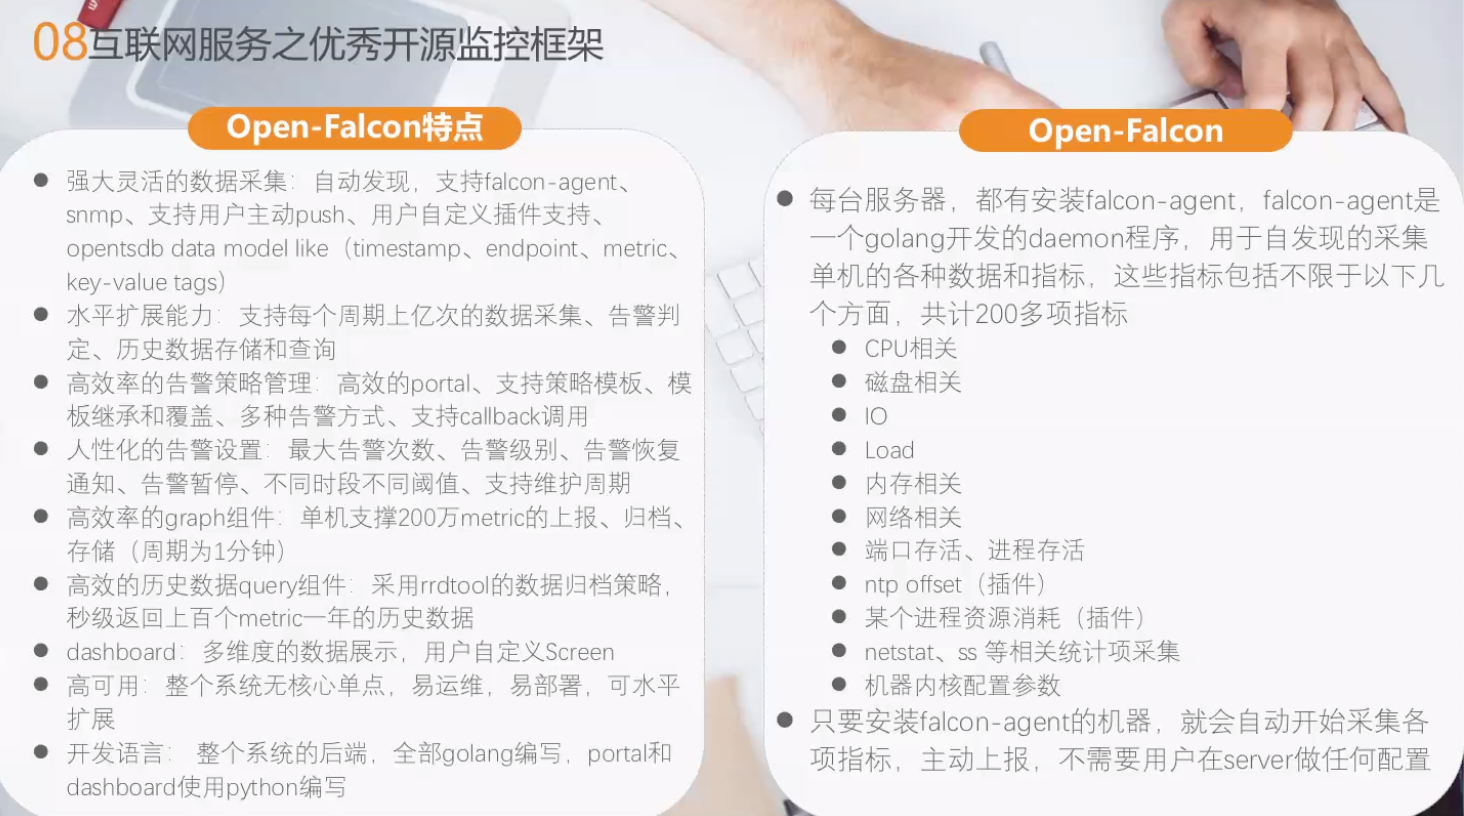 08互联网服务之优秀开源监控框架
Open-Falcon特点
● 强大灵活的数据采集：自动发现，支持falcon-agent、
snmp、支持用户主动push、用户自定义插件支持、
opentsdb data model like（timestamp、endpoint、metric、
key-value tags）
● 水平扩展能力：支持每个周期上亿次的数据采集、告警判
定、历史数据存储和查询
● 高效率的告警策略管理：高效的portal、支持策略模板、模
板继承和覆盖、多种告警方式、支持callback调用
● 人性化的告警设置：最大告警次数、告警级别、告警恢复
通知、告警暂停、不同时段不同阈值、支持维护周期
● 高效率的graph组件：单机支撑200万metric的上报、归档、
存储（周期为1分钟）
● 高效的历史数据query组件：采用rrdtool的数据归档策略，
秒级返回上百个metric一年的历史数据
● dashboard：多维度的数据展示，用户自定义Screen
● 高可用：整个系统无核心单点，易运维，易部署，可水平
扩展
● 开发语言： 整个系统的后端，全部golang编写，portal和
dashboard使用python编写
Open-Falcon
● 每台服务器，都有安装falcon-agent，falcon-agent是
一个golang开发的daemon程序，用于自发现的采集
单机的各种数据和指标，这些指标包括不限于以下几
个方面，共计200多项指标
● CPU相关
● 磁盘相关
● IO
● Load
● 内存相关
● 网络相关
● 端口存活、进程存活
● ntp offset（插件）
● 某个进程资源消耗（插件）
● netstat、ss 等相关统计项采集
● 机器内核配置参数
● 只要安装falcon-agent的机器，就会自动开始采集各
项指标，主动上报，不需要用户在server做任何配置